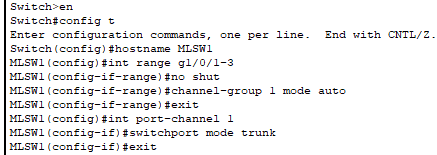 Switch>en
Switch#config t
Enter configuration commands, one per line.  End with CNTL/Z.
Switch(config)#hostname MLSW1
MLSW1(config)#int range g1/0/1-3
MLSW1(config-if-range)#no shut
MLSW1(config-if-range)#channel-group 1 mode auto
MLSW1(config-if-range)#exit
MLSW1(config)#int port-channel 1
MLSW1(config-if)#switchport mode trunk
MLSW1(config-if)#exit